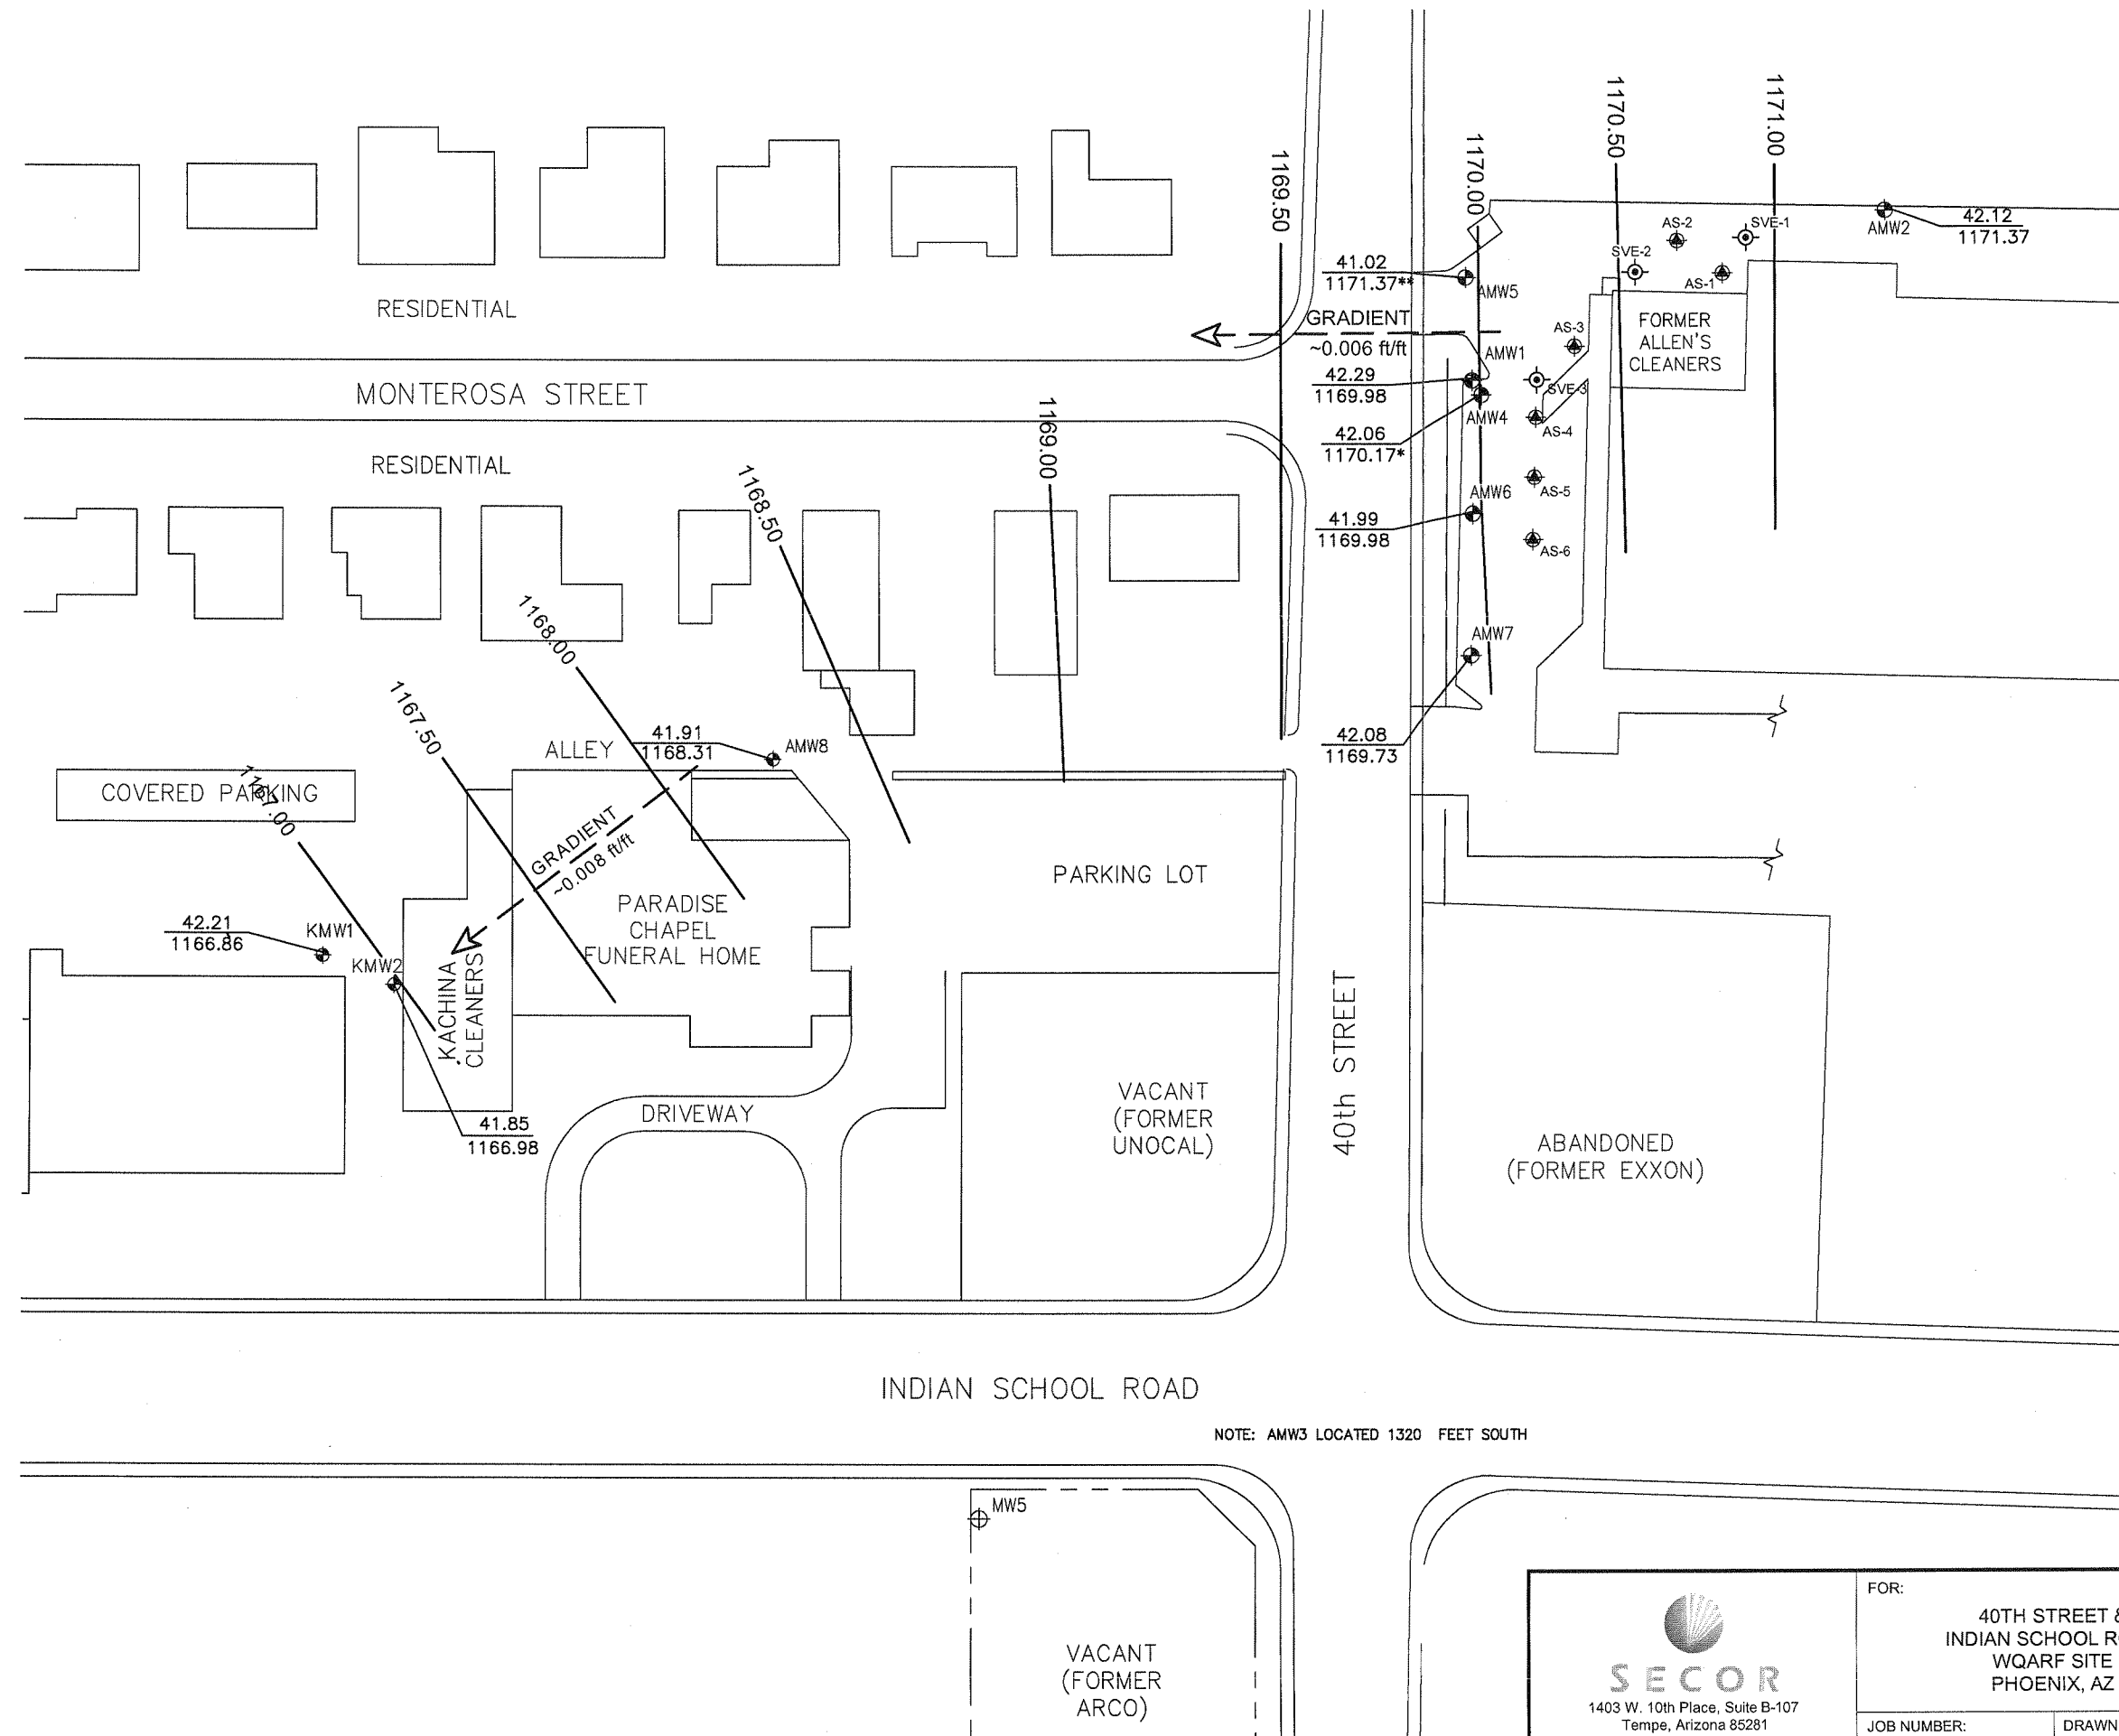 1171.00
1170.50
1170.00
1169.50
AS-2
SVE-1
AMW2
42.12
1171.37
SVE-2
AS-1
41.02
1171.37**
AMW5
RESIDENTIAL
GRADIENT
~0.006 ft/ft
AS-3
FORMER
ALLEN'S
CLEANERS
AMW1
MONTEROSA STREET
42.29
1169.98
SVE-3
1169.00
AMW4
AS-4
42.06
1170.17*
RESIDENTIAL
1168.50
AMW6
AS-5
41.99
1169.98
AS-6
1168.00
AMW7
1167.50
ALLEY
41.91
1168.31
AMW8
42.08
1169.73
COVERED PARKING
1167.00
GRADIENT
~0.008 ft/ft
PARKING LOT
PARADISE
CHAPEL
FUNERAL HOME
42.21
1166.86
KMW1
KMW2
KACHINA
CLEANERS
40th STREET
41.85
1166.98
DRIVEWAY
VACANT
(FORMER
UNOCAL)
ABANDONED
(FORMER EXXON)
INDIAN SCHOOL ROAD
NOTE: AMW3 LOCATED 1320 FEET SOUTH
MW5
VACANT
(FORMER
ARCO)
SECOR
1403 W. 10th Place, Suite B-107
Tempe, Arizona 85281
FOR:
40TH STREET &
INDIAN SCHOOL R
WQARF SITE
PHOENIX, AZ
JOB NUMBER:
DRAWN